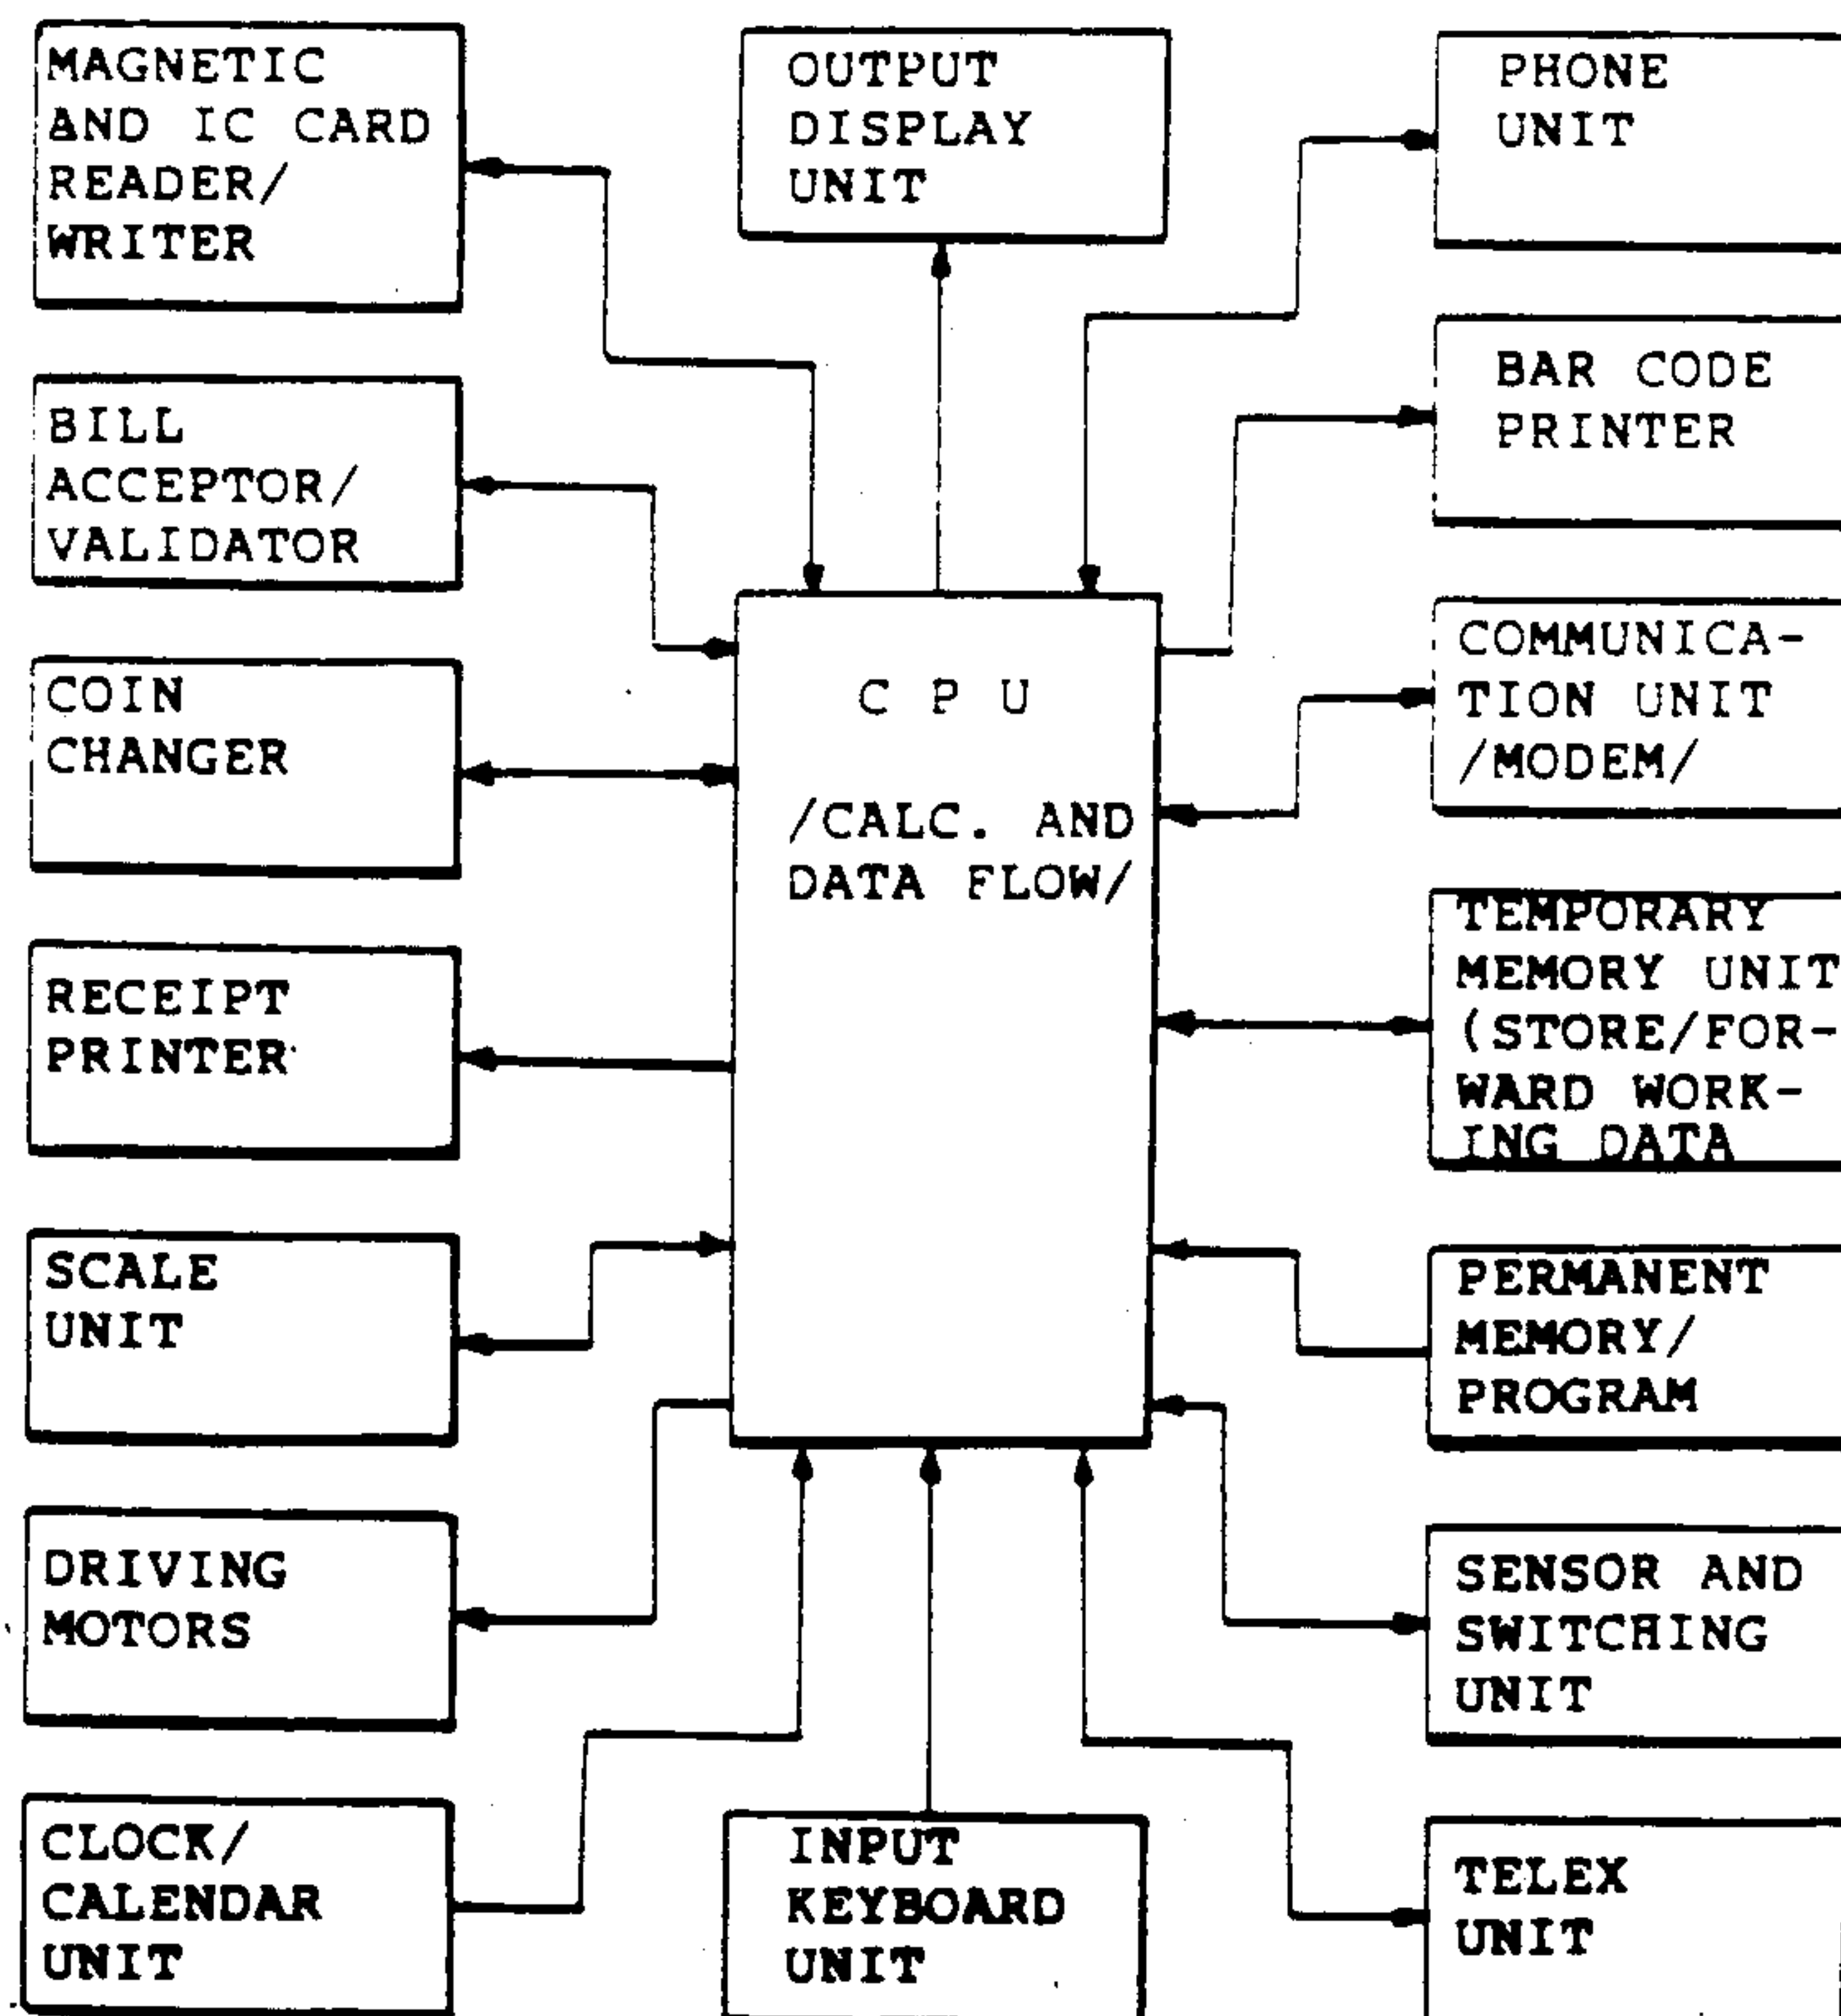 MAGNETIC
AND IC CARD
READER/
WRITER
OUTPUT
DISPLAY
UNIT
PHONE
UNIT
BILL
ACCEPTOR/
VALIDATOR
BAR CODE
PRINTER
COIN
CHANGER
C P U
/CALC. AND
DATA FLOW/
COMMUNICA-
TION UNIT
/MODEM/
RECEIPT
PRINTER
TEMPORARY
MEMORY UNIT
(STORE/FOR-
WARD WORK-
ING DATA
SCALE
UNIT
PERMANENT
MEMORY/
PROGRAM
DRIVING
MOTORS
SENSOR AND
SWITCHING
UNIT
CLOCK/
CALENDAR
UNIT
INPUT
KEYBOARD
UNIT
TELEX
UNIT